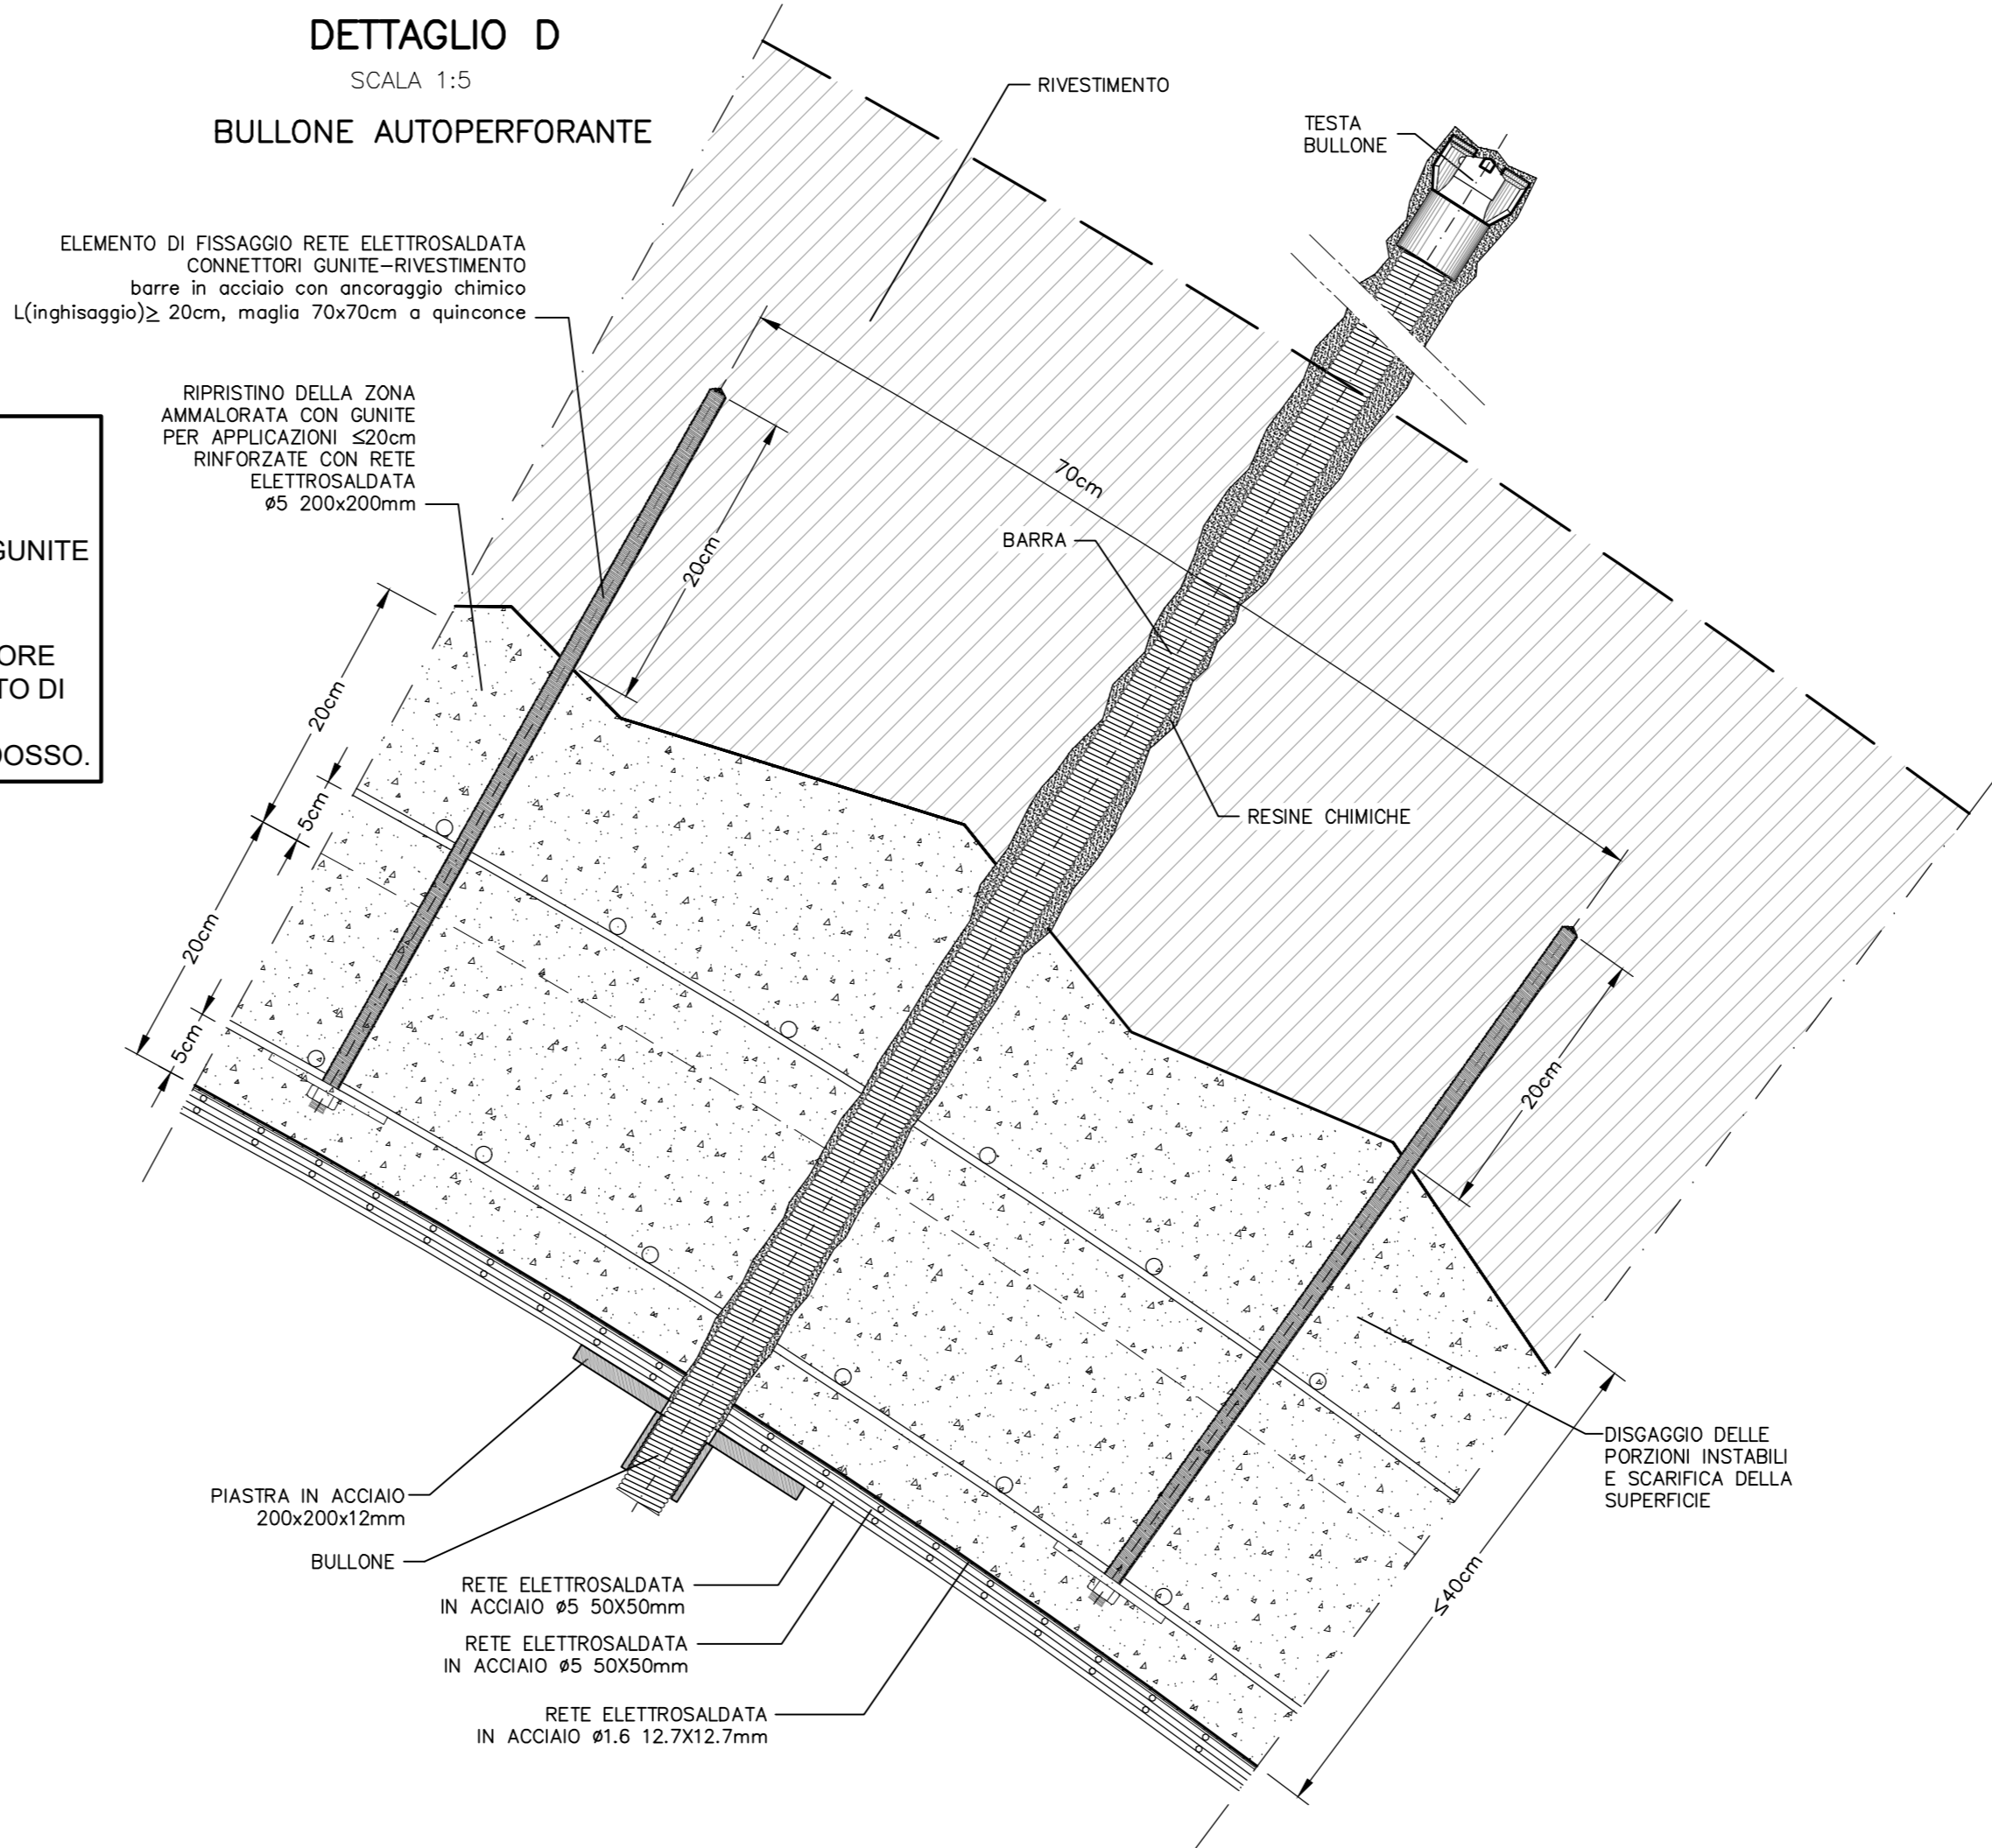 DETTAGLIO D
SCALA 1:5
BULLONE AUTOPERFORANTE
RIVESTIMENTO
TESTA
BULLONE
ELEMENTO DI FISSAGGIO RETE ELETTROSALDATA
CONNETTORI GUNITE-RIVESTIMENTO
barre in acciaio con ancoraggio chimico
L(inghisaggio)≥ 20cm, maglia 70x70cm a quinconce
RIPRISTINO DELLA ZONA
AMMALORATA CON GUNITE
PER APPLICAZIONI ≤20cm
RINFORZATE CON RETE
ELETTROSALDATA
ø5 200x200mm
GUNITE
ORE
TO DI
DOSSO.
70cm
20cm
BARRA
RESINE CHIMICHE
20cm
5cm
20cm
5cm
20cm
DISGAGGIO DELLE
PORZIONI INSTABILI
E SCARIFICA DELLA
SUPERFICIE
≤40cm
PIASTRA IN ACCIAIO
200x200x12mm
BULLONE
RETE ELETTROSALDATA
IN ACCIAIO ø5 50X50mm
RETE ELETTROSALDATA
IN ACCIAIO ø5 50X50mm
RETE ELETTROSALDATA
IN ACCIAIO ø1.6 12.7X12.7mm